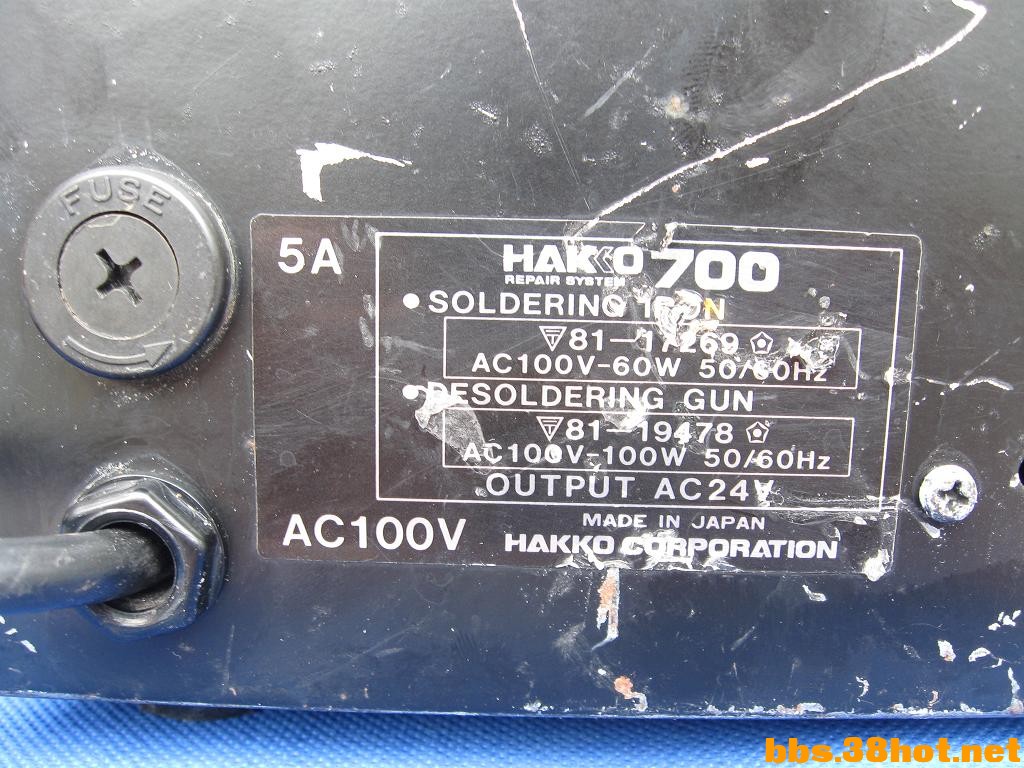 FUSE
5A
HAKKO 700
REPAIR SYSTEM
SOLDERING IRON
81-17269
AC100V-60W 50/60Hz
DESOLDERING GUN
81-19478
AC100V-100W 50/60Hz
OUTPUT AC24V
AC100V
MADE IN JAPAN
HAKKO CORPORATION
bbs.38hot.net